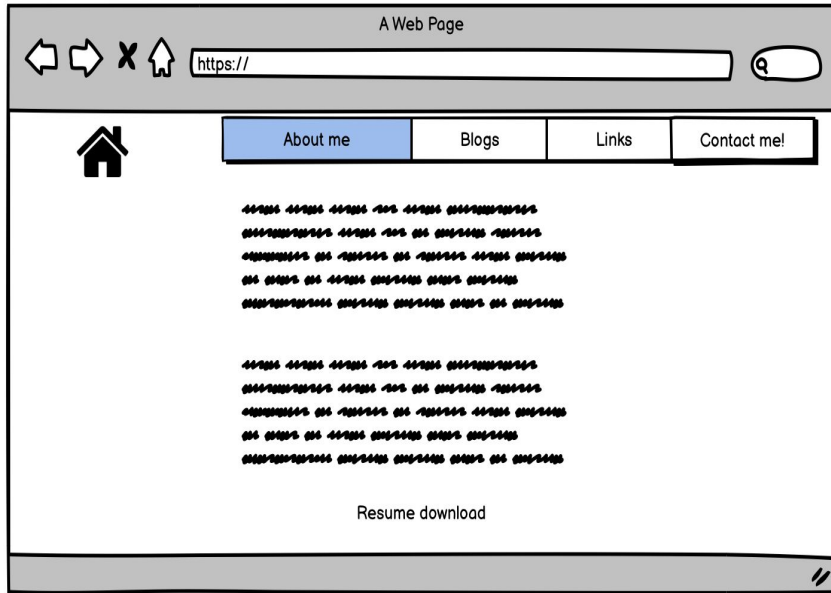 A Web Page
https://
About me
Blogs
Links
Contact me!
Resume download